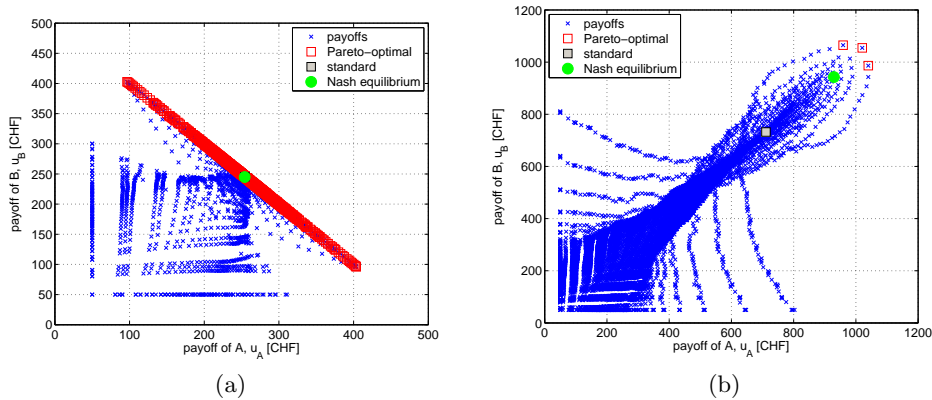 500
450
400
350
300
250
200
150
100
50
0
0
100
200
300
400
500
payoff of B, u_B [CHF]
payoff of A, u_A [CHF]
payoffs
Pareto−optimal
standard
Nash equilibrium
(a)
1200
1000
800
600
400
200
0
0
200
400
600
800
1000
1200
payoff of B, u_B [CHF]
payoff of A, u_A [CHF]
payoffs
Pareto−optimal
standard
Nash equilibrium
(b)